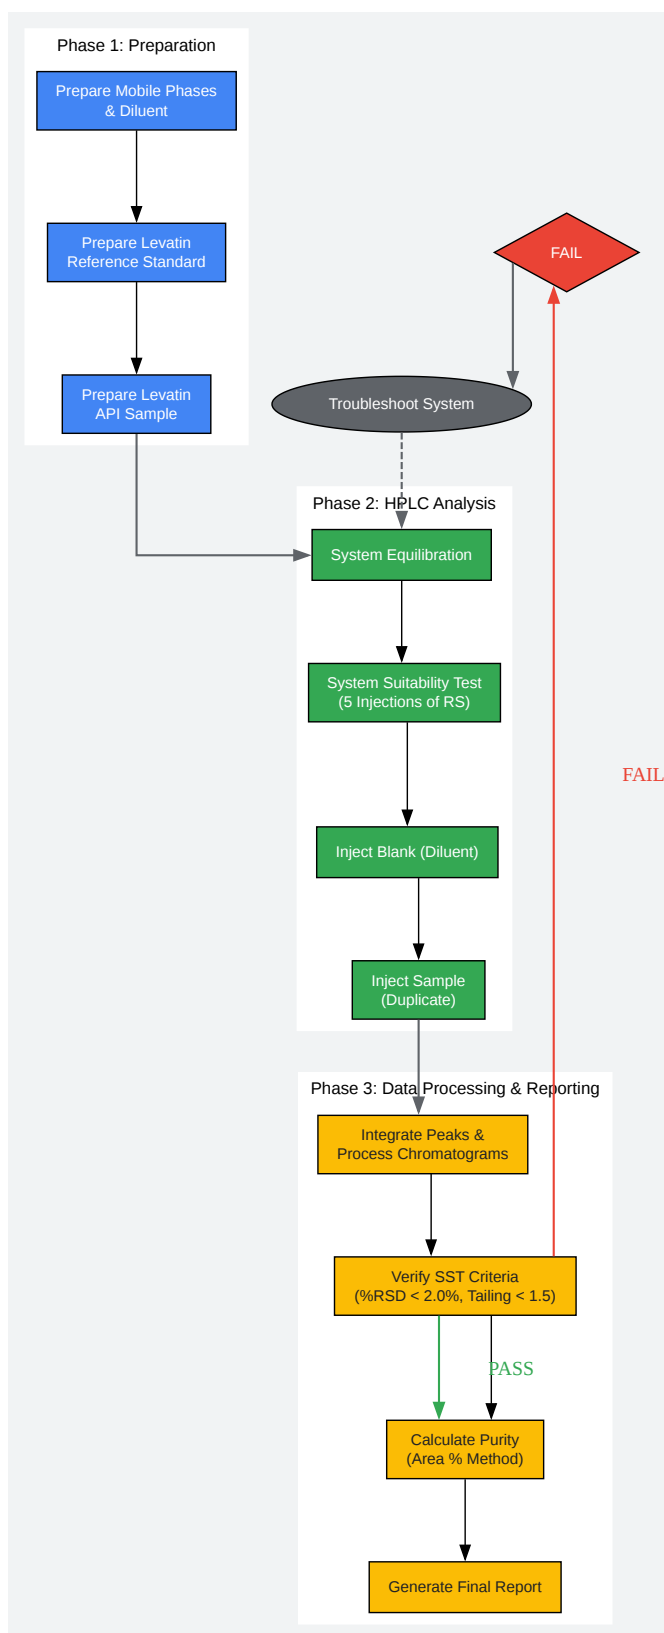 Phase 1: Preparation
Prepare Mobile Phases
& Diluent
Prepare Levatin
Reference Standard
Prepare Levatin
API Sample
FAIL
Troubleshoot System
Phase 2: HPLC Analysis
System Equilibration
System Suitability Test
(5 Injections of RS)
FAIL
Inject Blank (Diluent)
Inject Sample
(Duplicate)
Phase 3: Data Processing & Reporting
Integrate Peaks &
Process Chromatograms
Verify SST Criteria
(%RSD < 2.0%, Tailing < 1.5)
PASS
Calculate Purity
(Area % Method)
Generate Final Report